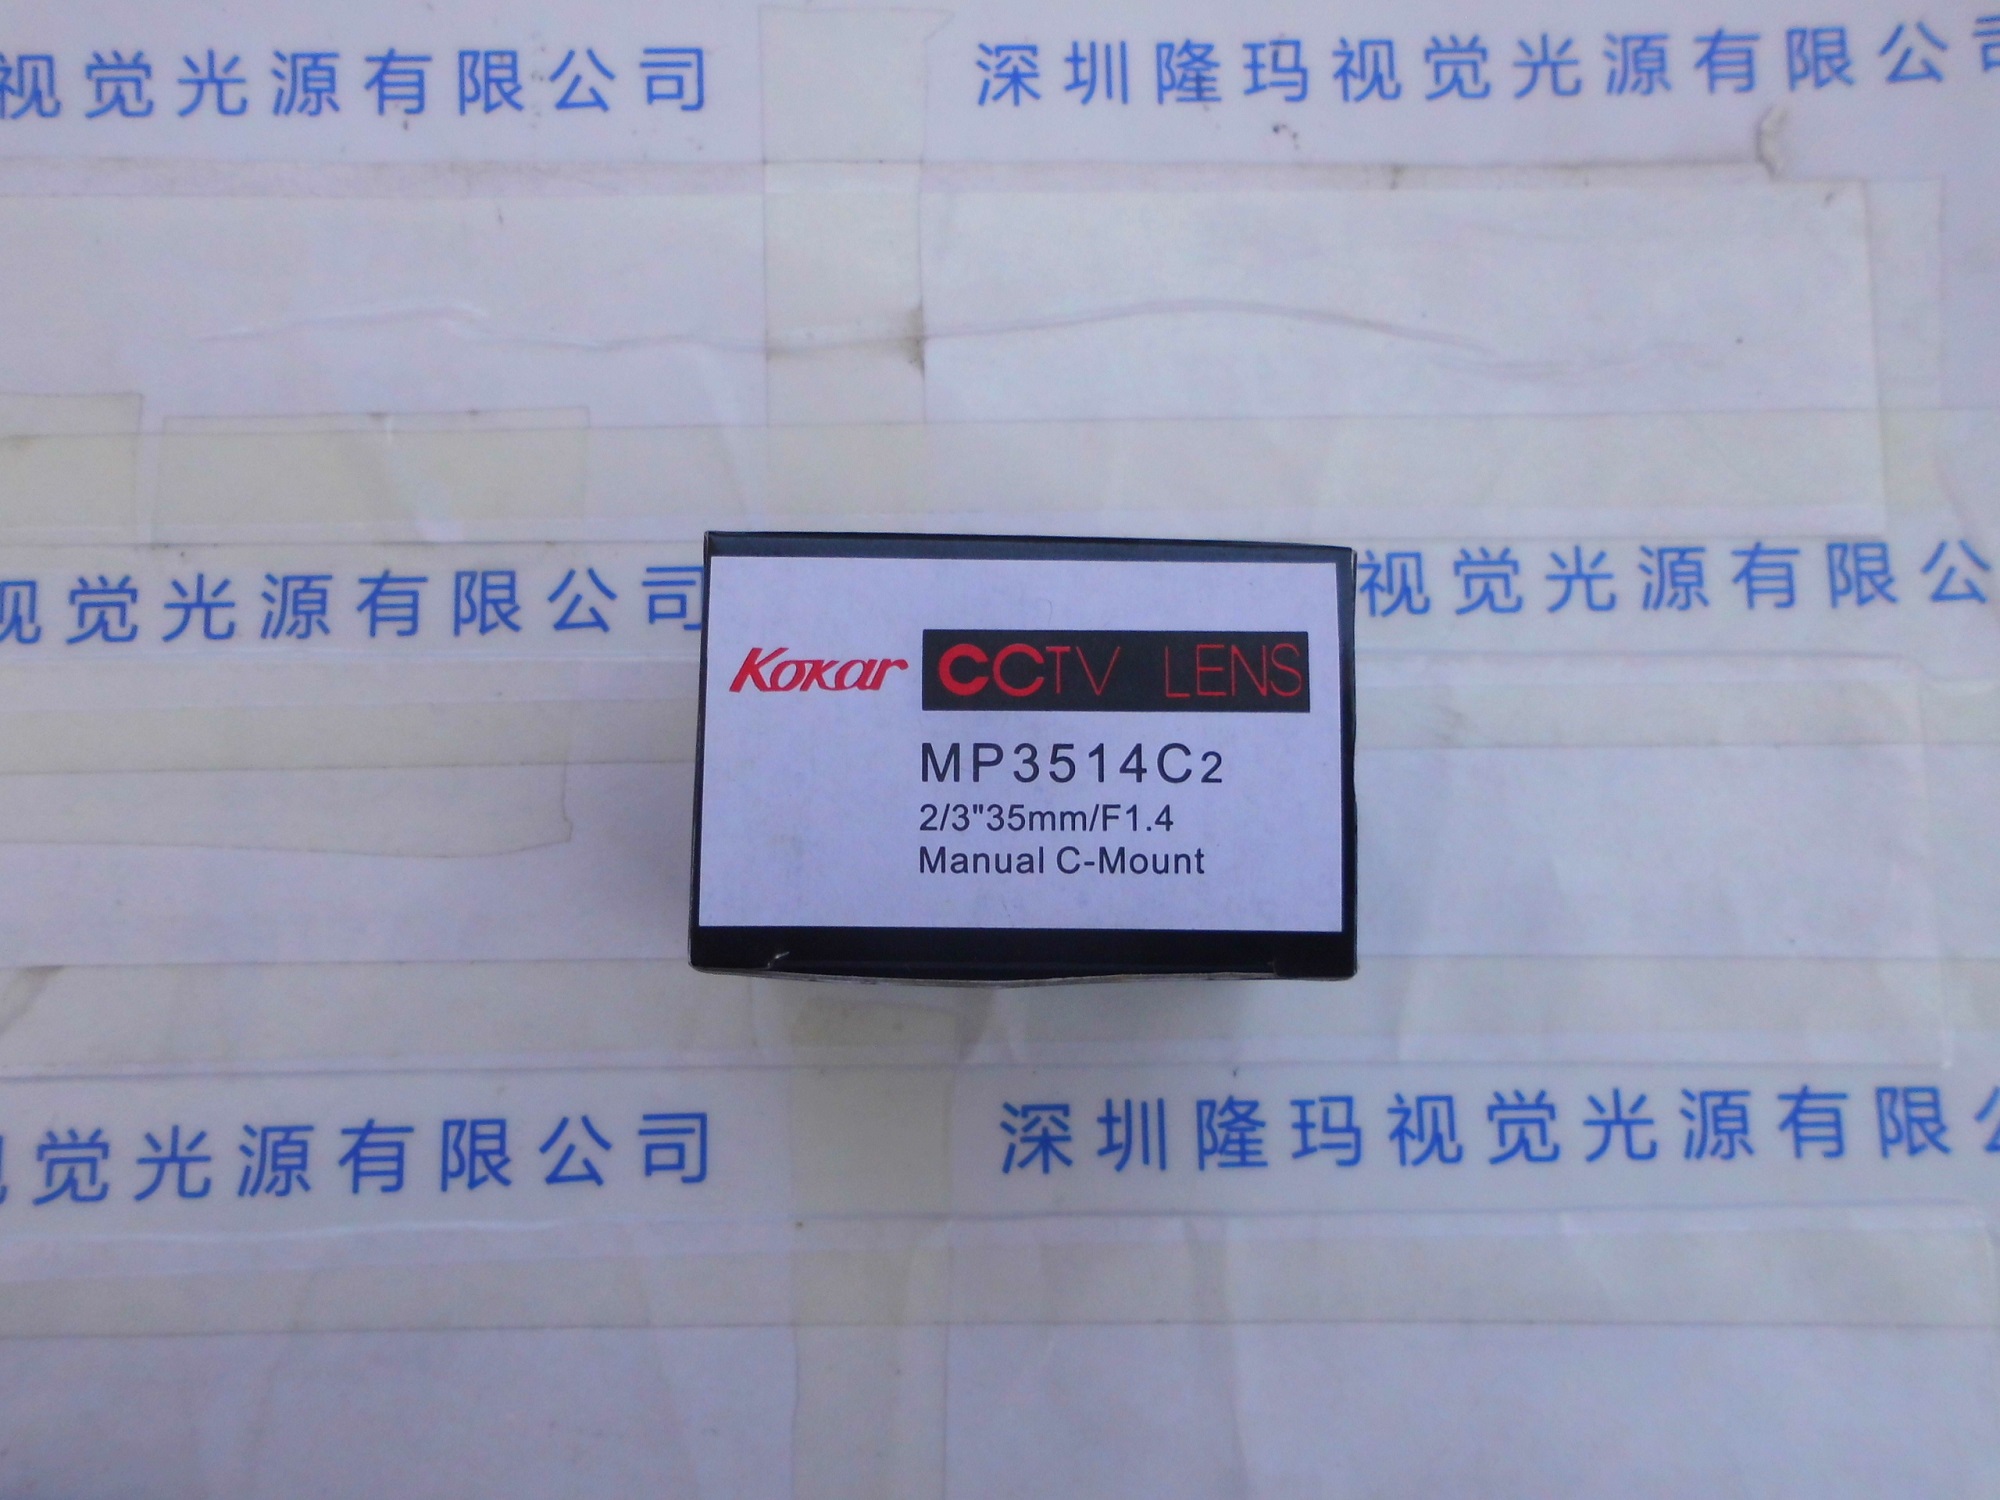 视觉光源有限公司 深圳隆玛视觉光源有限公
视觉光源有限公司 视觉光源有限公
Kokar CCTV LENS
MP3514C2
2/3"35mm/F1.4
Manual C-Mount
觉光源有限公司 深圳隆玛视觉光源有限公